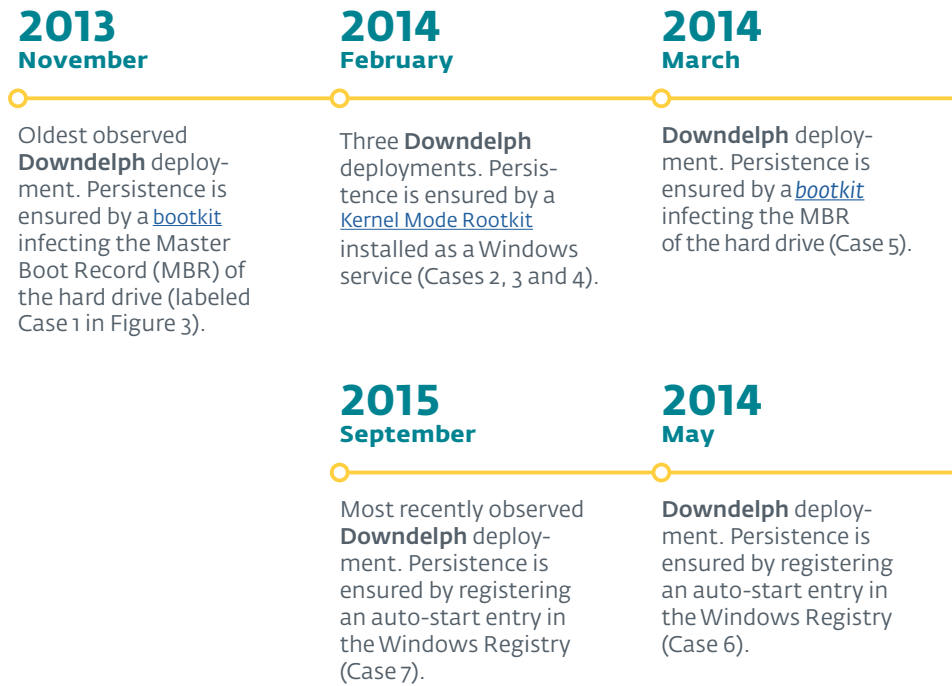 2013
November
Oldest observed
Downdelph deploy-
ment. Persistence is
ensured by a bootkit
infecting the Master
Boot Record (MBR) of
the hard drive (labeled
Case 1 in Figure 3).
2014
February
Three Downdelph
deployments. Persis-
tence is ensured by a
Kernel Mode Rootkit
installed as a Windows
service (Cases 2, 3 and 4).
2014
March
Downdelph deploy-
ment. Persistence is
ensured by a bootkit
infecting the MBR
of the hard drive (Case 5).
2015
September
Most recently observed
Downdelph deploy-
ment. Persistence is
ensured by registering
an auto-start entry in
the Windows Registry
(Case 7).
2014
May
Downdelph deploy-
ment. Persistence is
ensured by registering
an auto-start entry in
the Windows Registry
(Case 6).